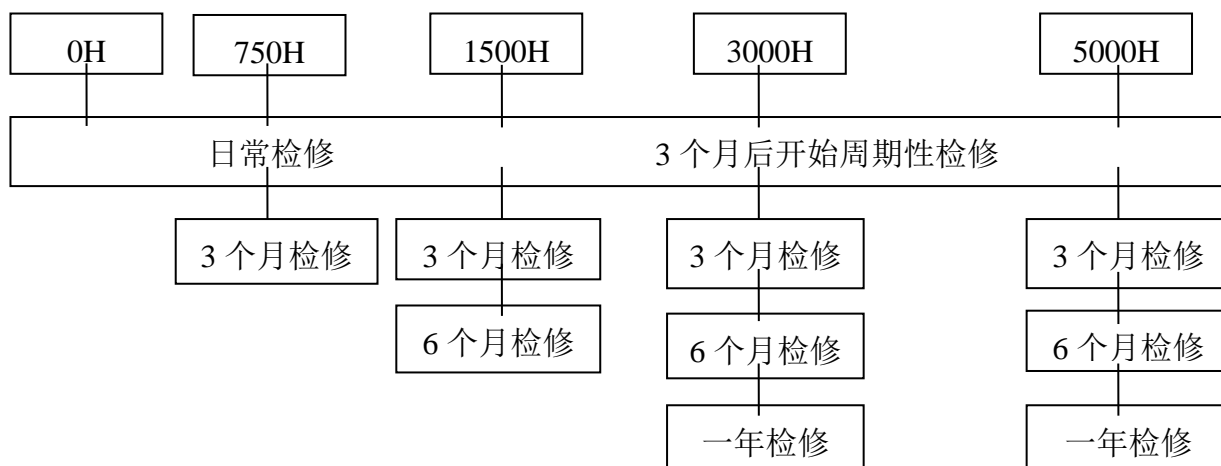 0H 750H 1500H 3000H 5000H
日常检修 3 个月后开始周期性检修
3 个月检修 3 个月检修 3 个月检修 3 个月检修
6 个月检修 6 个月检修 6 个月检修
一年检修 一年检修